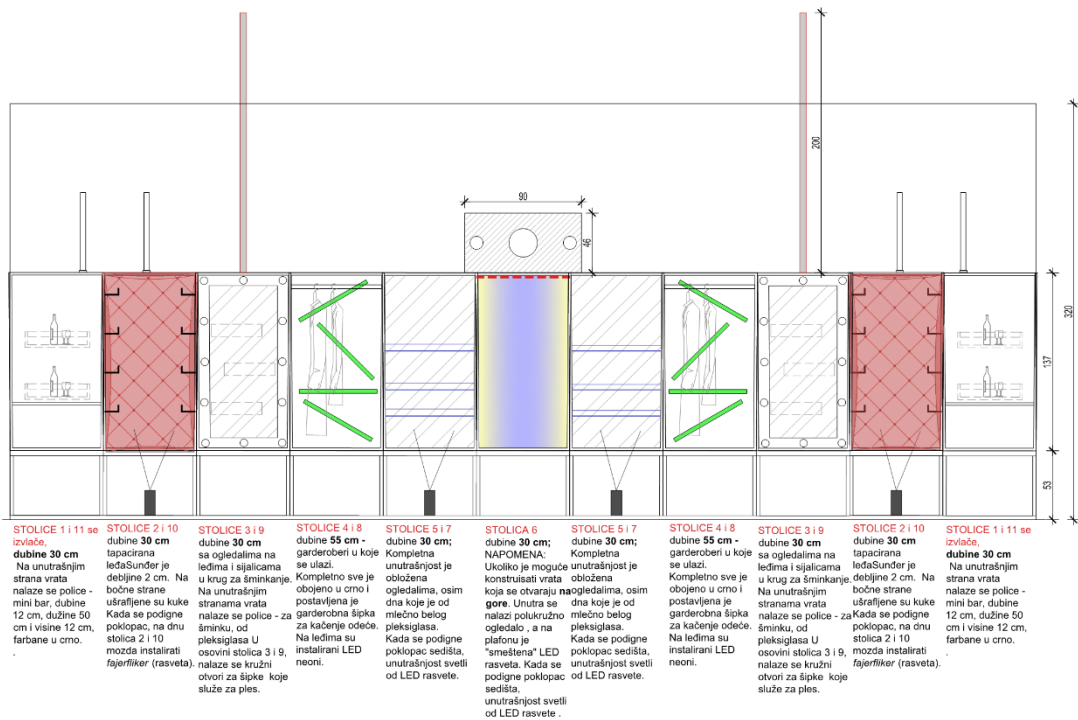 200
90
46
320
137
53
STOLICE 1 i 11 se
izvlače,
dubine 30 cm
Na unutrašnjim
strana vrata
nalaze se police -
mini bar, dubine
12 cm, dužine 50
cm i visine 12 cm,
farbane u crno.
.
STOLICE 2 i 10
dubine 30 cm
tapacirana
leđaSunđer je
debljine 2 cm. Na
bočne strane
ušrafljene su kuke
Kada se podigne
poklopac, na dnu
stolica 2 i 10
mozda instalirati
fajerfliker (rasveta).
STOLICE 3 i 9
dubine 30 cm
sa ogledalima na
leđima i sijalicama
u krug za šminkanje.
Na unutrašnjim
stranama vrata
nalaze se police - za
šminku, od
pleksiglasa U
osovini stolica 3 i 9,
nalaze se kružni
otvori za šipke koje
služe za ples.
STOLICE 4 i 8
dubine 55 cm -
garderoberi u koje
se ulazi.
Kompletno sve je
obojeno u crno i
postavljena je
garderobna šipka
za kačenje odeće.
Na leđima su
instalirani LED
neoni.
STOLICE 5 i 7
dubine 30 cm;
Kompletna
unutrašnost je
obložena
ogledalima, osim
dna koje je od
mlečno belog
pleksiglasa.
Kada se podigne
poklopac sedišta,
unutrašnjost svetli
od LED rasvete.
STOLICA 6
dubine 30 cm;
NAPOMENA:
Ukoliko je moguće
konstruisati vrata
koja se otvaraju na
gore. Unutra se
nalazi polukružno
ogledalo , a na
plafonu je
"smeštena" LED
rasveta. Kada se
podigne poklopac
sedišta,
unutrašnjost svetli
od LED rasvete .
STOLICE 5 i 7
dubine 30 cm;
Kompletna
unutrašnost je
obložena
ogledalima, osim
dna koje je od
mlečno belog
pleksiglasa.
Kada se podigne
poklopac sedišta,
unutrašnjost svetli
od LED rasvete.
STOLICE 4 i 8
dubine 55 cm -
garderoberi u koje
se ulazi.
Kompletno sve je
obojeno u crno i
postavljena je
garderobna šipka
za kačenje odeće.
Na leđima su
instalirani LED
neoni.
STOLICE 3 i 9
dubine 30 cm
sa ogledalima na
leđima i sijalicama
u krug za šminkanje.
Na unutrašnjim
stranama vrata
nalaze se police - za
šminku, od
pleksiglasa U
osovini stolica 3 i 9,
nalaze se kružni
otvori za šipke koje
služe za ples.
STOLICE 2 i 10
dubine 30 cm
tapacirana
leđaSunđer je
debljine 2 cm. Na
bočne strane
ušrafljene su kuke
Kada se podigne
poklopac, na dnu
stolica 2 i 10
mozda instalirati
fajerfliker (rasveta).
STOLICE 1 i 11 se
izvlače,
dubine 30 cm
Na unutrašnjim
strana vrata
nalaze se police -
mini bar, dubine
12 cm, dužine 50
cm i visine 12 cm,
farbane u crno.
.